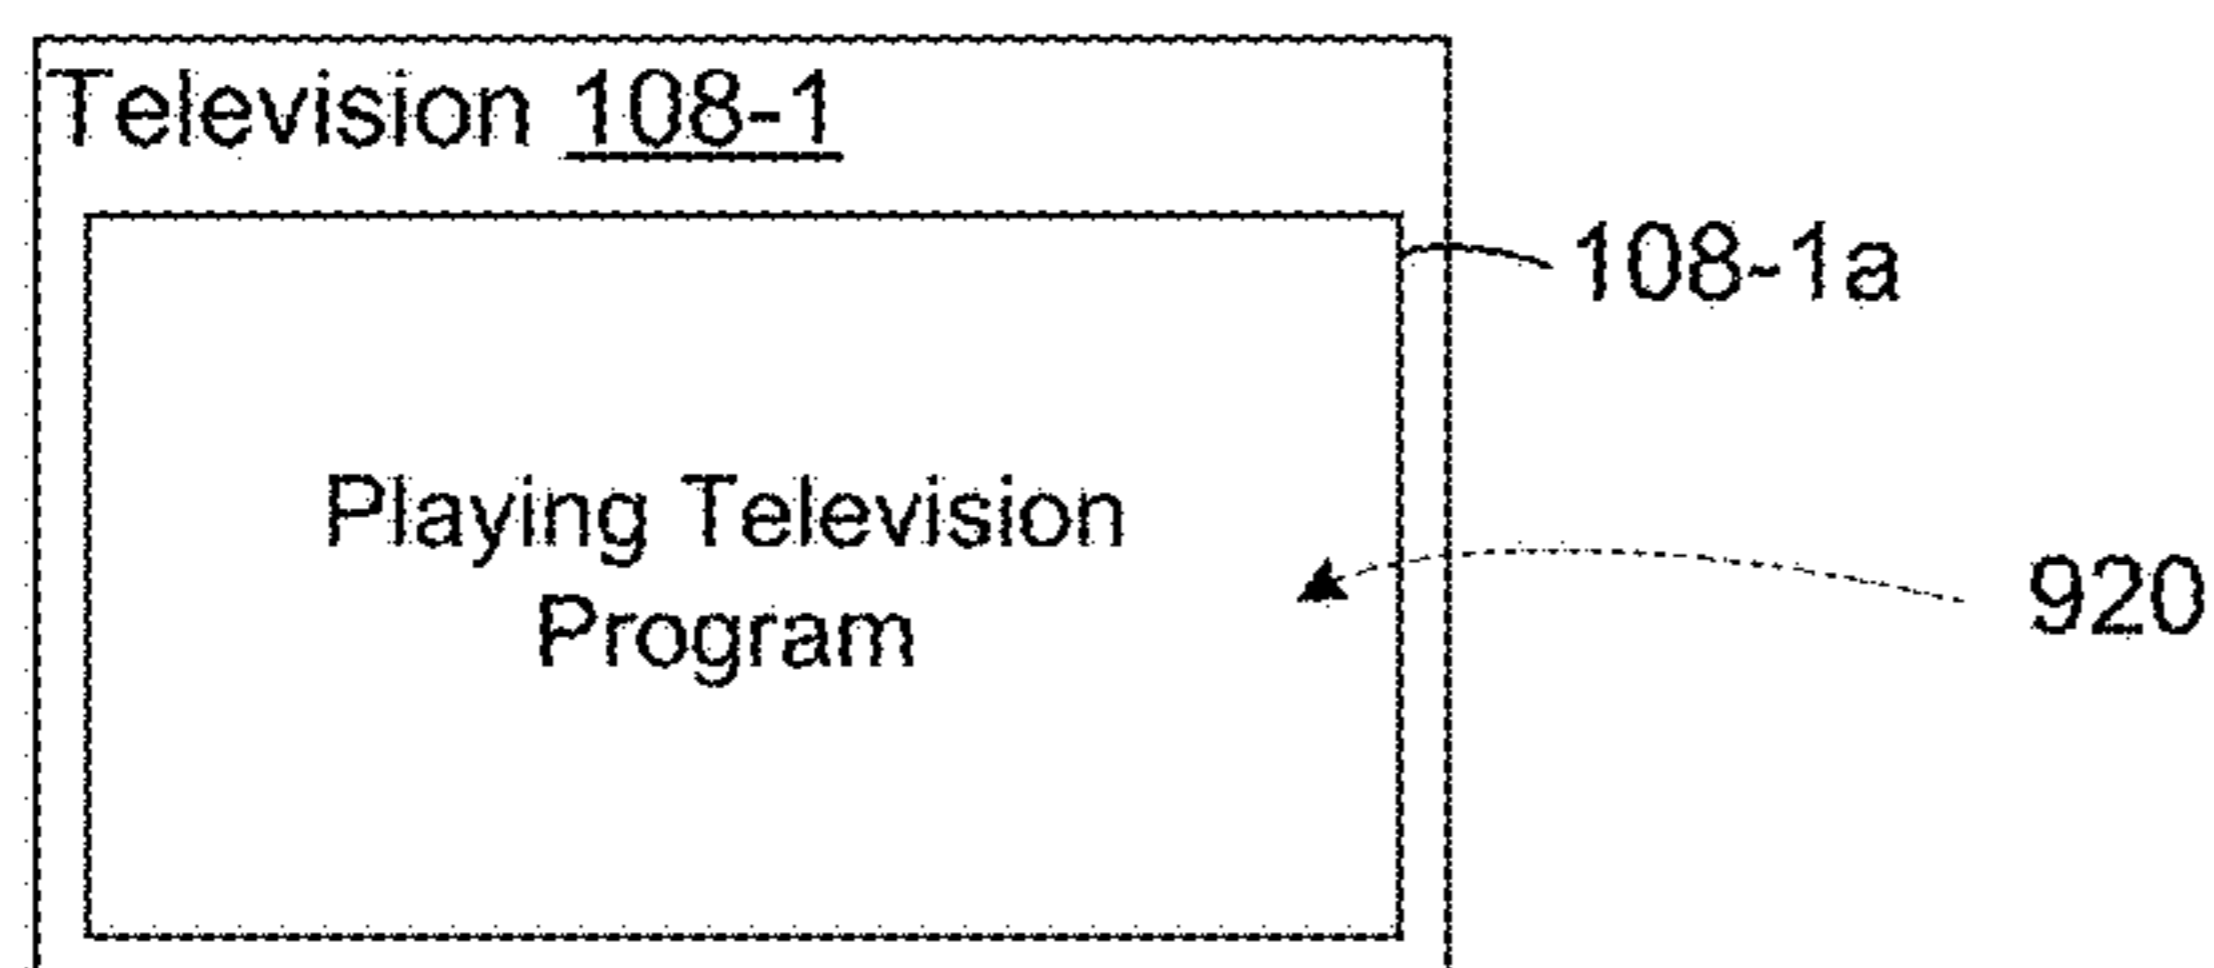 Television 108-1
108-1a
Playing Television
Program
920